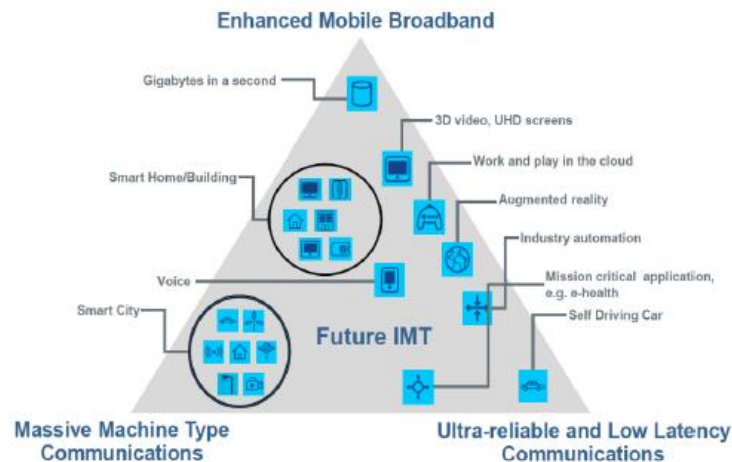 Enhanced Mobile Broadband
Gigabytes in a second
3D video, UHD screens
Work and play in the cloud
Smart Home/Building
Augmented reality
Industry automation
Voice
Mission critical application,
e.g. e-health
Smart City
Self Driving Car
Future IMT
Massive Machine Type
Communications
Ultra-reliable and Low Latency
Communications